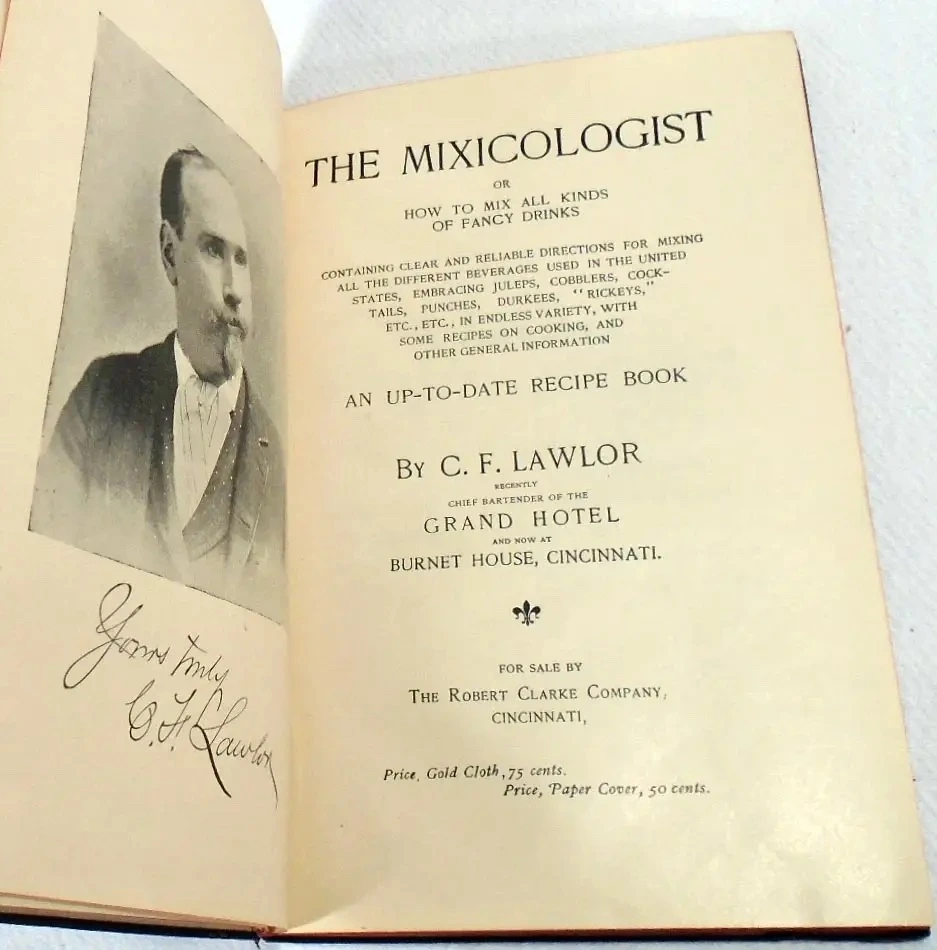 Yours truly
C. F. Lawlor
THE MIXICOLOGIST
OR
HOW TO MIX ALL KINDS
OF FANCY DRINKS
CONTAINING CLEAR AND RELIABLE DIRECTIONS FOR MIXING
ALL THE DIFFERENT BEVERAGES USED IN THE UNITED
STATES, EMBRACING JULEPS, COBBLERS, COCK-
TAILS, PUNCHES, DURKEES, "RICKEYS,"
ETC., ETC., IN ENDLESS VARIETY, WITH
SOME RECIPES ON COOKING, AND
OTHER GENERAL INFORMATION
AN UP-TO-DATE RECIPE BOOK
BY C. F. LAWLOR
RECENTLY
CHIEF BARTENDER OF THE
GRAND HOTEL
AND NOW AT
BURNET HOUSE, CINCINNATI.
FOR SALE BY
THE ROBERT CLARKE COMPANY,
CINCINNATI,
Price, Gold Cloth, 75 cents.
Price, Paper Cover, 50 cents.